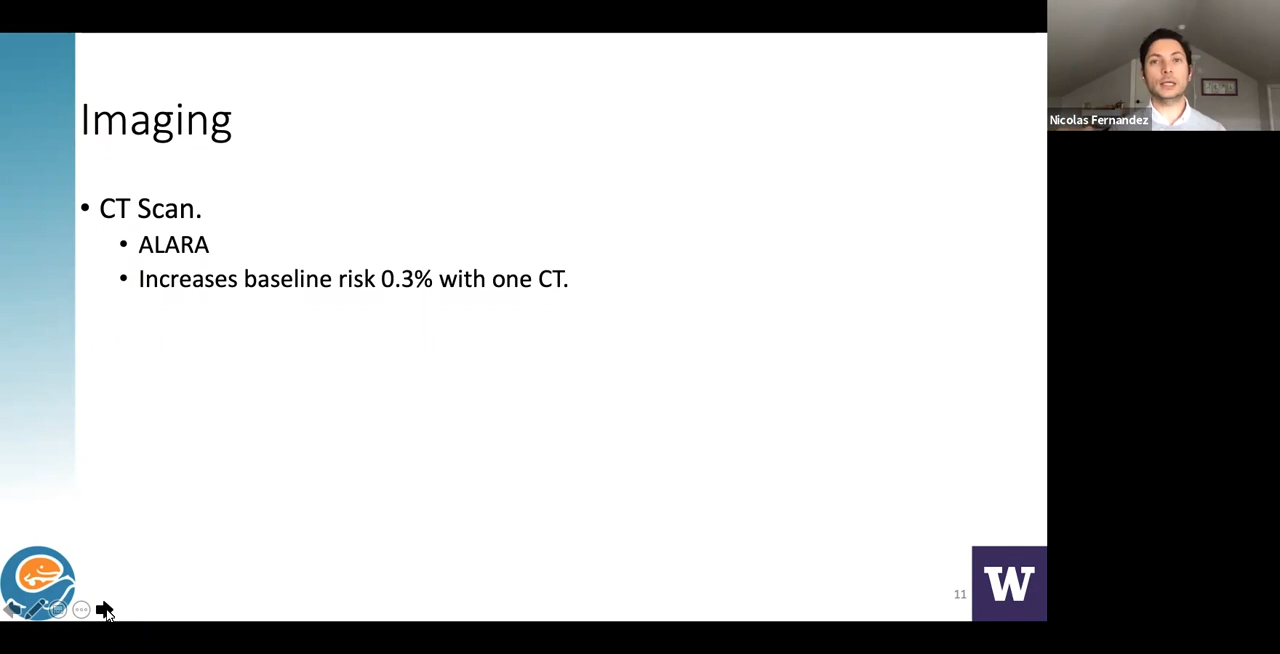 Imaging
• CT Scan.
• ALARA
• Increases baseline risk 0.3% with one CT.
11
W
Nicolas Fernandez